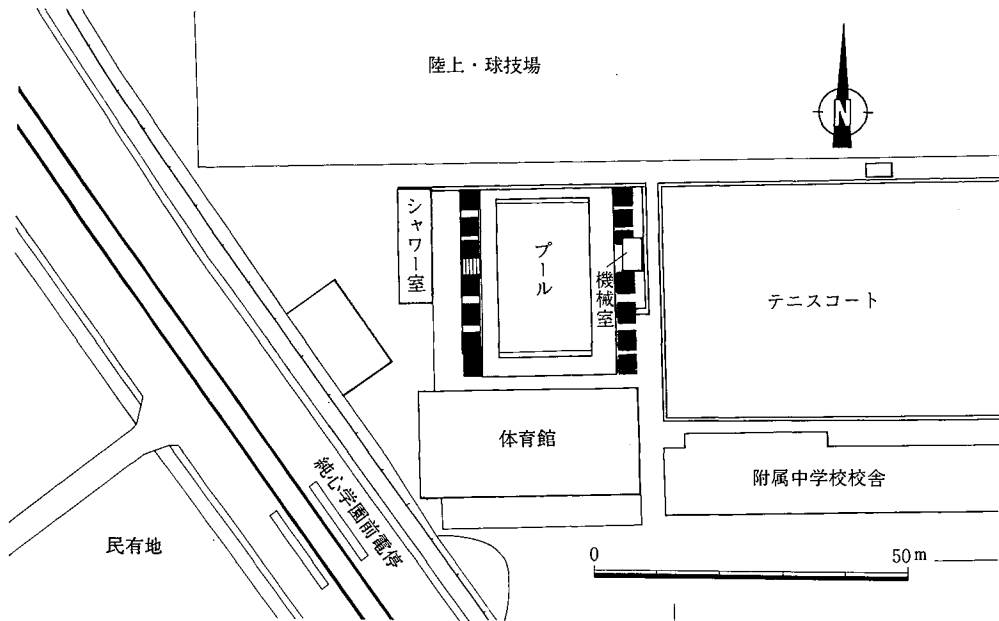 陸上・球技場
N
シャワー室
プール
機械室
テニスコート
体育館
附属中学校校舎
純心学園前電停
民有地
0 50m